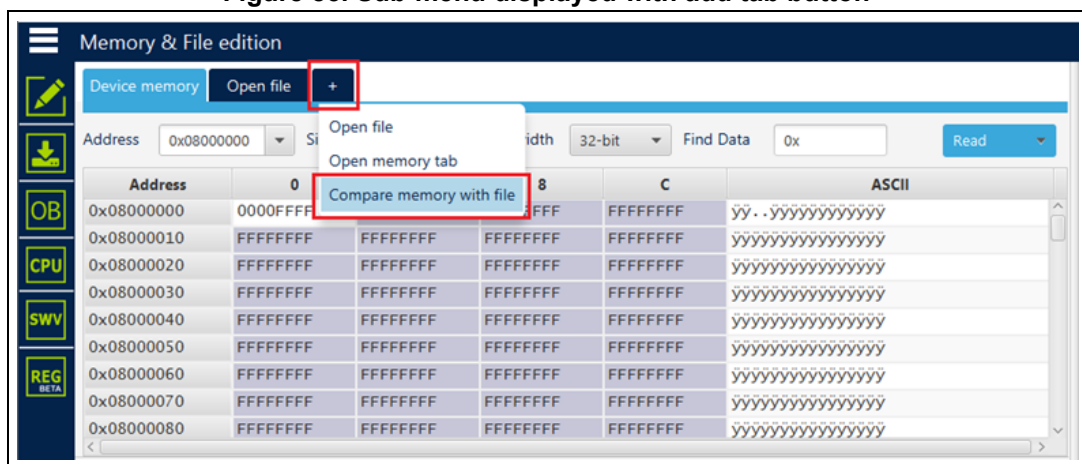 Memory & File edition
Device memory Open file +
Open file
Open memory tab
Compare memory with file
Address 0x08000000 Si idth 32-bit Find Data 0x Read
Address 0 8 C ASCII
0x08000000 0000FFFF FFF FFFFFFFF ÿÿ..ÿÿÿÿÿÿÿÿÿÿÿÿ
0x08000010 FFFFFFFF FFFFFFFF FFFFFFFF FFFFFFFF ÿÿÿÿÿÿÿÿÿÿÿÿÿÿÿÿ
OB 0x08000020 FFFFFFFF FFFFFFFF FFFFFFFF FFFFFFFF ÿÿÿÿÿÿÿÿÿÿÿÿÿÿÿÿ
CPU 0x08000030 FFFFFFFF FFFFFFFF FFFFFFFF FFFFFFFF ÿÿÿÿÿÿÿÿÿÿÿÿÿÿÿÿ
SWV 0x08000040 FFFFFFFF FFFFFFFF FFFFFFFF FFFFFFFF ÿÿÿÿÿÿÿÿÿÿÿÿÿÿÿÿ
0x08000050 FFFFFFFF FFFFFFFF FFFFFFFF FFFFFFFF ÿÿÿÿÿÿÿÿÿÿÿÿÿÿÿÿ
REG 0x08000060 FFFFFFFF FFFFFFFF FFFFFFFF FFFFFFFF ÿÿÿÿÿÿÿÿÿÿÿÿÿÿÿÿ
BETA 0x08000070 FFFFFFFF FFFFFFFF FFFFFFFF FFFFFFFF ÿÿÿÿÿÿÿÿÿÿÿÿÿÿÿÿ
0x08000080 FFFFFFFF FFFFFFFF FFFFFFFF FFFFFFFF ÿÿÿÿÿÿÿÿÿÿÿÿÿÿÿÿ